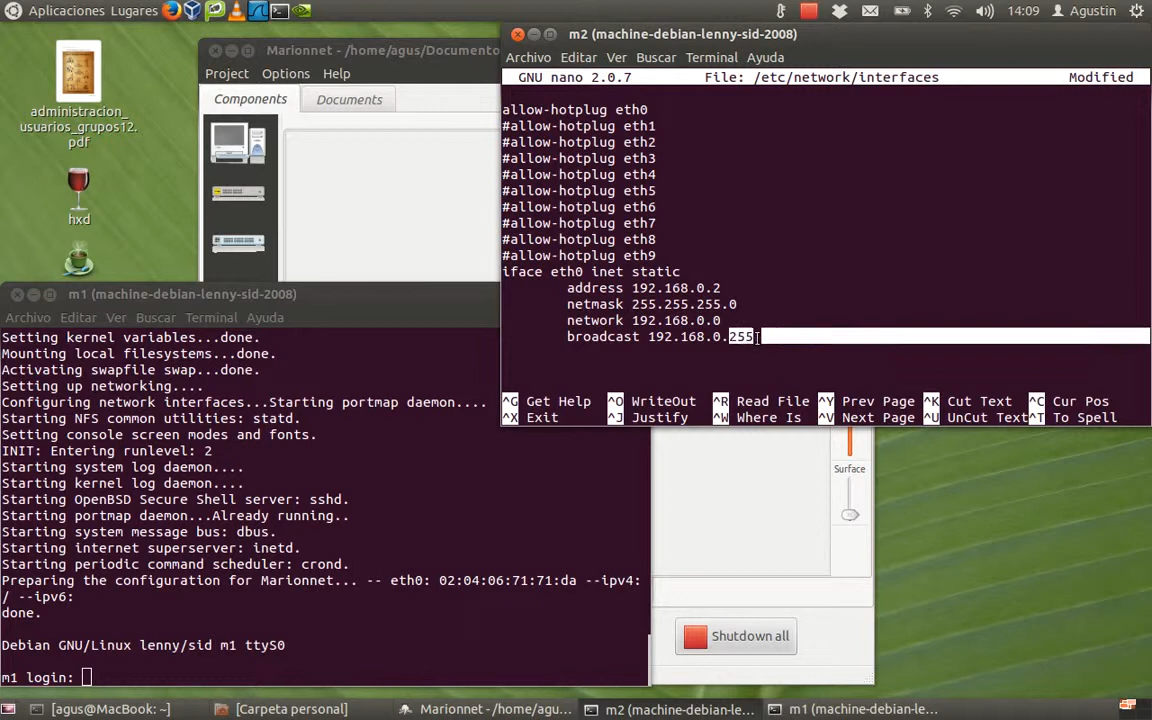 Aplicaciones Lugares
14:09 Agustin
administracion_
usuarios_grupos12.
pdf
hxd
Marionnet - /home/agus/Documento
Project Options Help
Components Documents
m2 (machine-debian-lenny-sid-2008)
Archivo Editar Ver Buscar Terminal Ayuda
GNU nano 2.0.7 File: /etc/network/interfaces Modified
allow-hotplug eth0
#allow-hotplug eth1
#allow-hotplug eth2
#allow-hotplug eth3
#allow-hotplug eth4
#allow-hotplug eth5
#allow-hotplug eth6
#allow-hotplug eth7
#allow-hotplug eth8
#allow-hotplug eth9
iface eth0 inet static
address 192.168.0.2
netmask 255.255.255.0
network 192.168.0.0
broadcast 192.168.0.255
^G Get Help ^O WriteOut ^R Read File ^Y Prev Page ^K Cut Text ^C Cur Pos
^X Exit ^J Justify ^W Where Is ^V Next Page ^U UnCut Text ^T To Spell
m1 (machine-debian-lenny-sid-2008)
Archivo Editar Ver Buscar Terminal Ayuda
Setting kernel variables...done.
Mounting local filesystems...done.
Activating swapfile swap...done.
Setting up networking....
Configuring network interfaces...Starting portmap daemon....
Starting NFS common utilities: statd.
Setting console screen modes and fonts.
INIT: Entering runlevel: 2
Starting system log daemon....
Starting kernel log daemon....
Starting OpenBSD Secure Shell server: sshd.
Starting portmap daemon...Already running..
Starting system message bus: dbus.
Starting internet superserver: inetd.
Starting periodic command scheduler: crond.
Preparing the configuration for Marionnet... -- eth0: 02:04:06:71:71:da --ipv4:
/ --ipv6:
done.
Debian GNU/Linux lenny/sid m1 ttyS0
m1 login:
Surface
Shutdown all
[agus@MacBook: ~] [Carpeta personal] Marionnet - /home/agu... m2 (machine-debian-le... m1 (machine-debian-le...